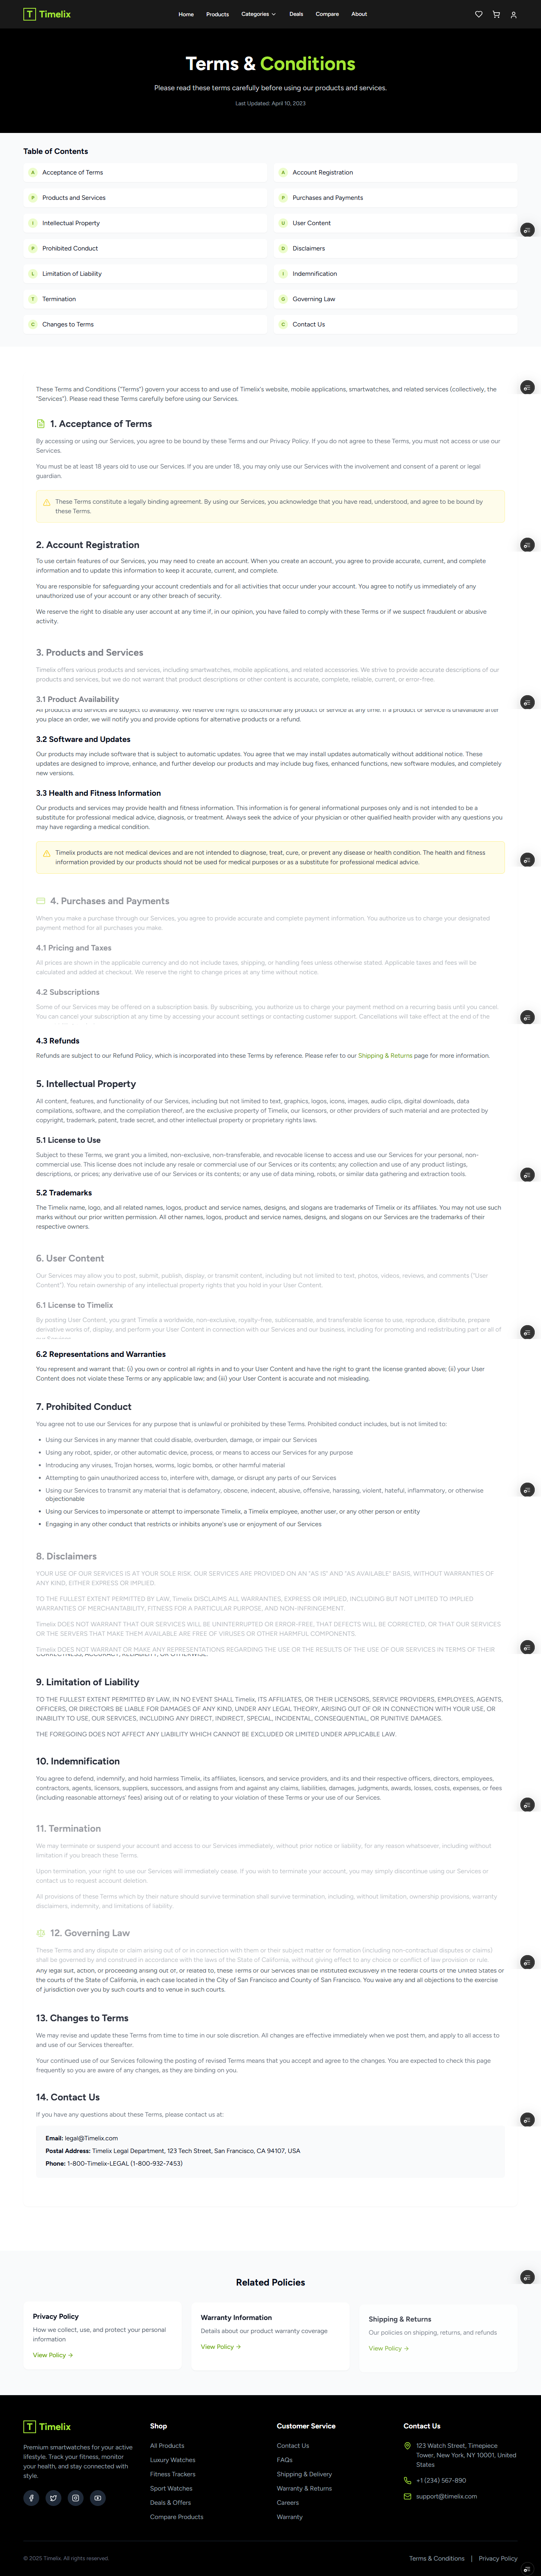 T Timelix
Home Products Categories Deals Compare About
Terms & Conditions
Please read these terms carefully before using our products and services.
Last Updated: April 10, 2023
Table of Contents
A Acceptance of Terms
A Account Registration
P Products and Services
P Purchases and Payments
I Intellectual Property
U User Content
P Prohibited Conduct
D Disclaimers
L Limitation of Liability
I Indemnification
T Termination
G Governing Law
C Changes to Terms
C Contact Us
These Terms and Conditions ("Terms") govern your access to and use of Timelix's website, mobile applications, smartwatches, and related services (collectively, the
"Services"). Please read these Terms carefully before using our Services.
1. Acceptance of Terms
By accessing or using our Services, you agree to be bound by these Terms and our Privacy Policy. If you do not agree to these Terms, you must not access or use our
Services.
You must be at least 18 years old to use our Services. If you are under 18, you may only use our Services with the involvement and consent of a parent or legal
guardian.
These Terms constitute a legally binding agreement. By using our Services, you acknowledge that you have read, understood, and agree to be bound by
these Terms.
2. Account Registration
To use certain features of our Services, you may need to create an account. When you create an account, you agree to provide accurate, current, and complete
information and to update this information to keep it accurate, current, and complete.
You are responsible for safeguarding your account credentials and for all activities that occur under your account. You agree to notify us immediately of any
unauthorized use of your account or any other breach of security.
We reserve the right to disable any user account at any time if, in our opinion, you have failed to comply with these Terms or if we suspect fraudulent or abusive
activity.
3. Products and Services
Timelix offers various products and services, including smartwatches, mobile applications, and related accessories. We strive to provide accurate descriptions of our
products and services, but we do not warrant that product descriptions or other content is accurate, complete, reliable, current, or error-free.
3.1 Product Availability
All products and services are subject to availability. We reserve the right to discontinue any product or service at any time. If a product or service is unavailable after
you place an order, we will notify you and provide options for alternative products or a refund.
3.2 Software and Updates
Our products may include software that is subject to automatic updates. You agree that we may install updates automatically without additional notice. These
updates are designed to improve, enhance, and further develop our products and may include bug fixes, enhanced functions, new software modules, and completely
new versions.
3.3 Health and Fitness Information
Our products and services may provide health and fitness information. This information is for general informational purposes only and is not intended to be a
substitute for professional medical advice, diagnosis, or treatment. Always seek the advice of your physician or other qualified health provider with any questions you
may have regarding a medical condition.
Timelix products are not medical devices and are not intended to diagnose, treat, cure, or prevent any disease or health condition. The health and fitness
information provided by our products should not be used for medical purposes or as a substitute for professional medical advice.
4. Purchases and Payments
When you make a purchase through our Services, you agree to provide accurate and complete payment information. You authorize us to charge your designated
payment method for all purchases you make.
4.1 Pricing and Taxes
All prices are shown in the applicable currency and do not include taxes, shipping, or handling fees unless otherwise stated. Applicable taxes and fees will be
calculated and added at checkout. We reserve the right to change prices at any time without notice.
4.2 Subscriptions
Some of our Services may be offered on a subscription basis. By subscribing, you authorize us to charge your payment method on a recurring basis until you cancel.
You can cancel your subscription at any time by accessing your account settings or contacting customer support. Cancellations will take effect at the end of the
4.3 Refunds
Refunds are subject to our Refund Policy, which is incorporated into these Terms by reference. Please refer to our Shipping & Returns page for more information.
5. Intellectual Property
All content, features, and functionality of our Services, including but not limited to text, graphics, logos, icons, images, audio clips, digital downloads, data
compilations, software, and the compilation thereof, are the exclusive property of Timelix, our licensors, or other providers of such material and are protected by
copyright, trademark, patent, trade secret, and other intellectual property or proprietary rights laws.
5.1 License to Use
Subject to these Terms, we grant you a limited, non-exclusive, non-transferable, and revocable license to access and use our Services for your personal, non-
commercial use. This license does not include any resale or commercial use of our Services or its contents; any collection and use of any product listings,
descriptions, or prices; any derivative use of our Services or its contents; or any use of data mining, robots, or similar data gathering and extraction tools.
5.2 Trademarks
The Timelix name, logo, and all related names, logos, product and service names, designs, and slogans are trademarks of Timelix or its affiliates. You may not use such
marks without our prior written permission. All other names, logos, product and service names, designs, and slogans on our Services are the trademarks of their
respective owners.
6. User Content
Our Services may allow you to post, submit, publish, display, or transmit content, including but not limited to text, photos, videos, reviews, and comments ("User
Content"). You retain ownership of any intellectual property rights that you hold in your User Content.
6.1 License to Timelix
By posting User Content, you grant Timelix a worldwide, non-exclusive, royalty-free, sublicensable, and transferable license to use, reproduce, distribute, prepare
derivative works of, display, and perform your User Content in connection with our Services and our business, including for promoting and redistributing part or all of
our Services.
6.2 Representations and Warranties
You represent and warrant that: (i) you own or control all rights in and to your User Content and have the right to grant the license granted above; (ii) your User
Content does not violate these Terms or any applicable law; and (iii) your User Content is accurate and not misleading.
7. Prohibited Conduct
You agree not to use our Services for any purpose that is unlawful or prohibited by these Terms. Prohibited conduct includes, but is not limited to:
• Using our Services in any manner that could disable, overburden, damage, or impair our Services
• Using any robot, spider, or other automatic device, process, or means to access our Services for any purpose
• Introducing any viruses, Trojan horses, worms, logic bombs, or other harmful material
• Attempting to gain unauthorized access to, interfere with, damage, or disrupt any parts of our Services
• Using our Services to transmit any material that is defamatory, obscene, indecent, abusive, offensive, harassing, violent, hateful, inflammatory, or otherwise
objectionable
• Using our Services to impersonate or attempt to impersonate Timelix, a Timelix employee, another user, or any other person or entity
• Engaging in any other conduct that restricts or inhibits anyone's use or enjoyment of our Services
8. Disclaimers
YOUR USE OF OUR SERVICES IS AT YOUR SOLE RISK. OUR SERVICES ARE PROVIDED ON AN "AS IS" AND "AS AVAILABLE" BASIS, WITHOUT WARRANTIES OF
ANY KIND, EITHER EXPRESS OR IMPLIED.
TO THE FULLEST EXTENT PERMITTED BY LAW, Timelix DISCLAIMS ALL WARRANTIES, EXPRESS OR IMPLIED, INCLUDING BUT NOT LIMITED TO IMPLIED
WARRANTIES OF MERCHANTABILITY, FITNESS FOR A PARTICULAR PURPOSE, AND NON-INFRINGEMENT.
Timelix DOES NOT WARRANT THAT OUR SERVICES WILL BE UNINTERRUPTED OR ERROR-FREE, THAT DEFECTS WILL BE CORRECTED, OR THAT OUR SERVICES
OR THE SERVERS THAT MAKE THEM AVAILABLE ARE FREE OF VIRUSES OR OTHER HARMFUL COMPONENTS.
Timelix DOES NOT WARRANT OR MAKE ANY REPRESENTATIONS REGARDING THE USE OR THE RESULTS OF THE USE OF OUR SERVICES IN TERMS OF THEIR
CORRECTNESS, ACCURACY, RELIABILITY, OR OTHERWISE.
9. Limitation of Liability
TO THE FULLEST EXTENT PERMITTED BY LAW, IN NO EVENT SHALL Timelix, ITS AFFILIATES, OR THEIR LICENSORS, SERVICE PROVIDERS, EMPLOYEES, AGENTS,
OFFICERS, OR DIRECTORS BE LIABLE FOR DAMAGES OF ANY KIND, UNDER ANY LEGAL THEORY, ARISING OUT OF OR IN CONNECTION WITH YOUR USE, OR
INABILITY TO USE, OUR SERVICES, INCLUDING ANY DIRECT, INDIRECT, SPECIAL, INCIDENTAL, CONSEQUENTIAL, OR PUNITIVE DAMAGES.
THE FOREGOING DOES NOT AFFECT ANY LIABILITY WHICH CANNOT BE EXCLUDED OR LIMITED UNDER APPLICABLE LAW.
10. Indemnification
You agree to defend, indemnify, and hold harmless Timelix, its affiliates, licensors, and service providers, and its and their respective officers, directors, employees,
contractors, agents, licensors, suppliers, successors, and assigns from and against any claims, liabilities, damages, judgments, awards, losses, costs, expenses, or fees
(including reasonable attorneys' fees) arising out of or relating to your violation of these Terms or your use of our Services.
11. Termination
We may terminate or suspend your account and access to our Services immediately, without prior notice or liability, for any reason whatsoever, including without
limitation if you breach these Terms.
Upon termination, your right to use our Services will immediately cease. If you wish to terminate your account, you may simply discontinue using our Services or
contact us to request account deletion.
All provisions of these Terms which by their nature should survive termination shall survive termination, including, without limitation, ownership provisions, warranty
disclaimers, indemnity, and limitations of liability.
12. Governing Law
These Terms and any dispute or claim arising out of or in connection with them or their subject matter or formation (including non-contractual disputes or claims)
shall be governed by and construed in accordance with the laws of the State of California, without giving effect to any choice or conflict of law provision or rule.
Any legal suit, action, or proceeding arising out of, or related to, these Terms or our Services shall be instituted exclusively in the federal courts of the United States or
the courts of the State of California, in each case located in the City of San Francisco and County of San Francisco. You waive any and all objections to the exercise
of jurisdiction over you by such courts and to venue in such courts.
13. Changes to Terms
We may revise and update these Terms from time to time in our sole discretion. All changes are effective immediately when we post them, and apply to all access to
and use of our Services thereafter.
Your continued use of our Services following the posting of revised Terms means that you accept and agree to the changes. You are expected to check this page
frequently so you are aware of any changes, as they are binding on you.
14. Contact Us
If you have any questions about these Terms, please contact us at:
Email: legal@Timelix.com
Postal Address: Timelix Legal Department, 123 Tech Street, San Francisco, CA 94107, USA
Phone: 1-800-Timelix-LEGAL (1-800-932-7453)
Related Policies
Privacy Policy
How we collect, use, and protect your personal
information
View Policy →
Warranty Information
Details about our product warranty coverage
View Policy →
Shipping & Returns
Our policies on shipping, returns, and refunds
View Policy →
T Timelix
Premium smartwatches for your active
lifestyle. Track your fitness, monitor
your health, and stay connected with
style.
Shop
All Products
Luxury Watches
Fitness Trackers
Sport Watches
Deals & Offers
Compare Products
Customer Service
Contact Us
FAQs
Shipping & Delivery
Warranty & Returns
Careers
Warranty
Contact Us
123 Watch Street, Timepiece
Tower, New York, NY 10001, United
States
+1 (234) 567-890
support@timelix.com
© 2025 Timelix. All rights reserved.
Terms & Conditions | Privacy Policy